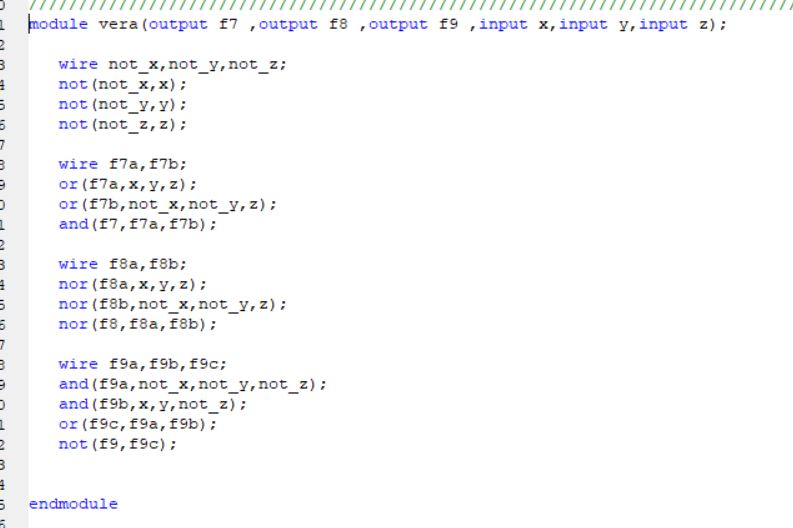 ////////////////////////////////////////////////////////////////////////////////
module vera(output f7 ,output f8 ,output f9 ,input x,input y,input z);
wire not_x,not_y,not_z;
not(not_x,x);
not(not_y,y);
not(not_z,z);
wire f7a,f7b;
or(f7a,x,y,z);
or(f7b,not_x,not_y,z);
and(f7,f7a,f7b);
wire f8a,f8b;
nor(f8a,x,y,z);
nor(f8b,not_x,not_y,z);
nor(f8,f8a,f8b);
wire f9a,f9b,f9c;
and(f9a,not_x,not_y,not_z);
and(f9b,x,y,not_z);
or(f9c,f9a,f9b);
not(f9,f9c);
endmodule